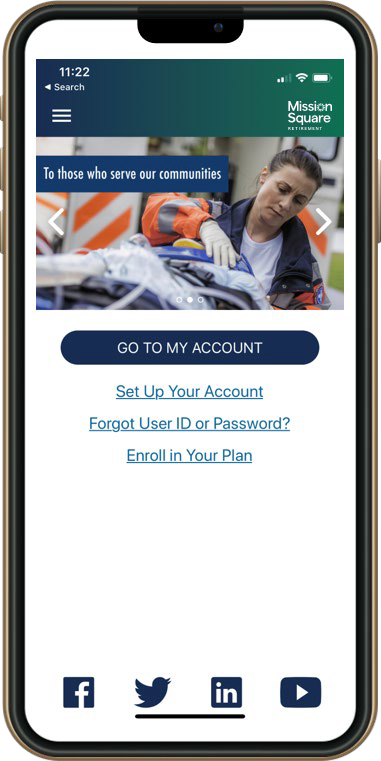 11:22
◀ Search
Mission
Square
RETIREMENT
To those who serve our communities
GO TO MY ACCOUNT
Set Up Your Account
Forgot User ID or Password?
Enroll in Your Plan